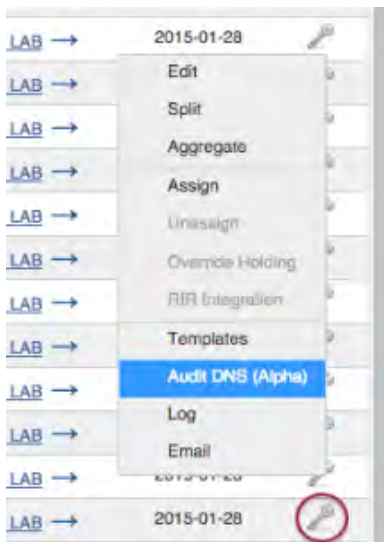 LAB → 2015-01-28
LAB → Edit
LAB → Split
LAB → Aggregate
LAB → Assign
LAB → Unassign
LAB → Override Holding
LAB → RIR Integration
LAB → Templates
LAB → Audit DNS (Alpha)
LAB → Log
LAB → Email
LAB → 2015-01-28